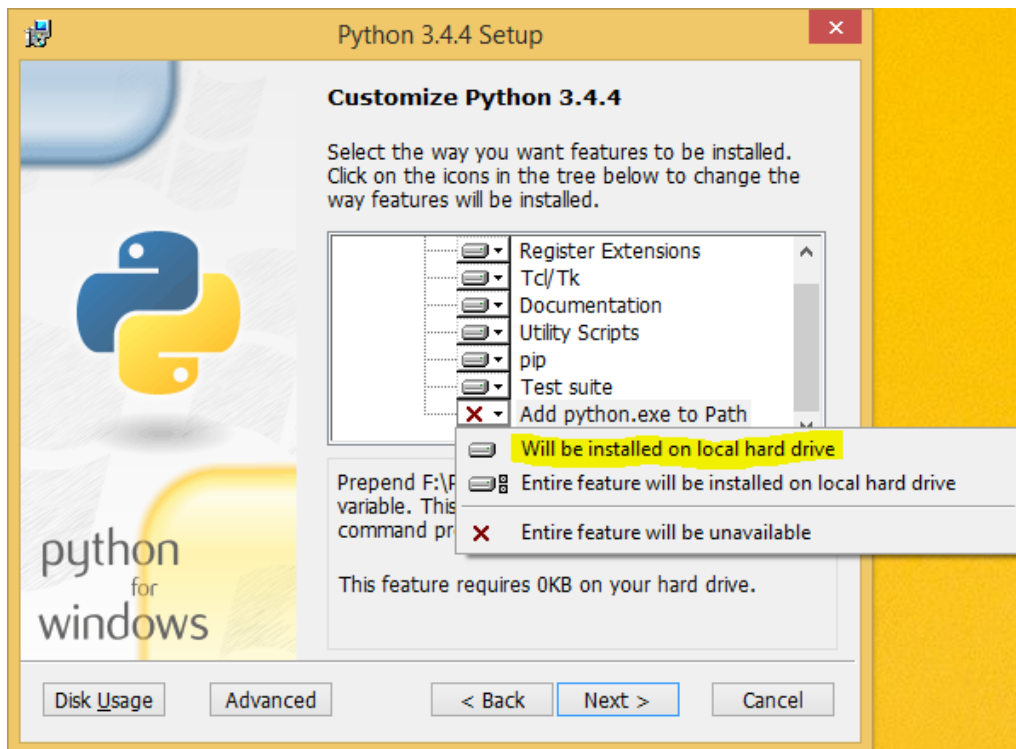 Python 3.4.4 Setup
Customize Python 3.4.4
Select the way you want features to be installed.
Click on the icons in the tree below to change the
way features will be installed.
Register Extensions
Tcl/Tk
Documentation
Utility Scripts
pip
Test suite
Add python.exe to Path
Will be installed on local hard drive
Entire feature will be installed on local hard drive
Entire feature will be unavailable
Prepend
variable. This
command
This feature requires 0KB on your hard drive.
python
for
windows
Disk Usage
Advanced
< Back
Next >
Cancel